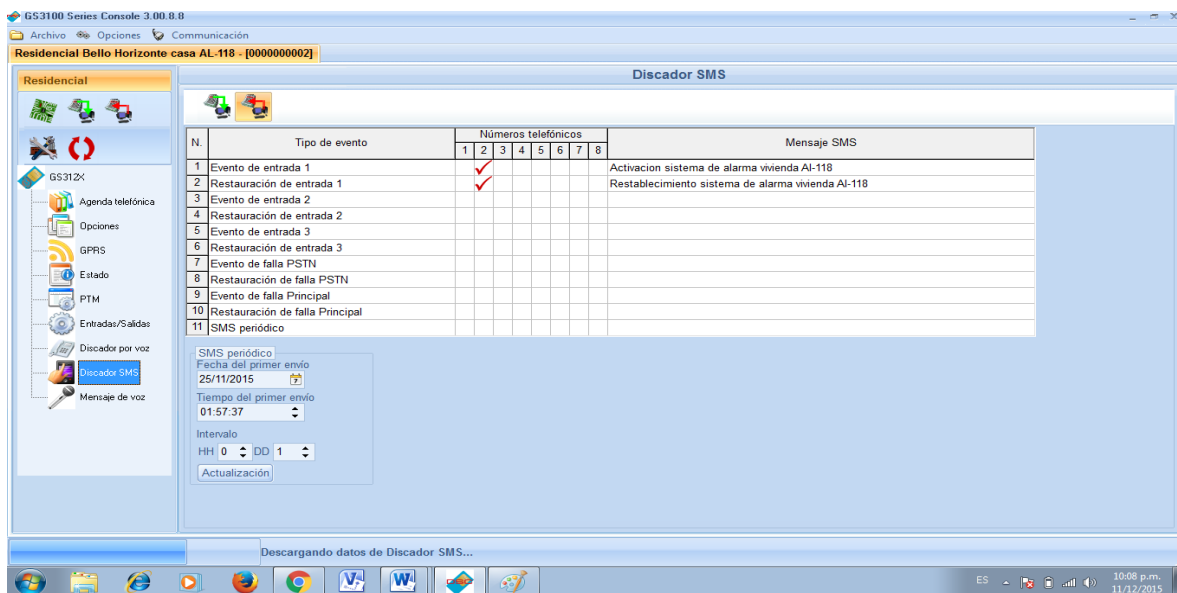 GS3100 Series Console 3.00.8.8
Archivo Opciones Communicación
Residencial Bello Horizonte casa AL-118 - [0000000002]
Residencial
Discador SMS
N. Tipo de evento Números telefónicos Mensaje SMS
1 2 3 4 5 6 7 8
1 Evento de entrada 1 Activacion sistema de alarma vivienda Al-118
2 Restauración de entrada 1 Restablecimiento sistema de alarma vivienda Al-118
3 Evento de entrada 2
4 Restauración de entrada 2
5 Evento de entrada 3
6 Restauración de entrada 3
7 Evento de falla PSTN
8 Restauración de falla PSTN
9 Evento de falla Principal
10 Restauración de falla Principal
11 SMS periódico
GS312X
Agenda telefónica
Opciones
GPRS
Estado
PTM
Entradas/Salidas
Discador por voz
Discador SMS
Mensaje de voz
SMS periódico
Fecha del primer envío
25/11/2015
Tiempo del primer envío
01:57:37
Intervalo
HH 0 DD 1
Actualización
Descargando datos de Discador SMS...
ES
10:08 p.m.
11/12/2015